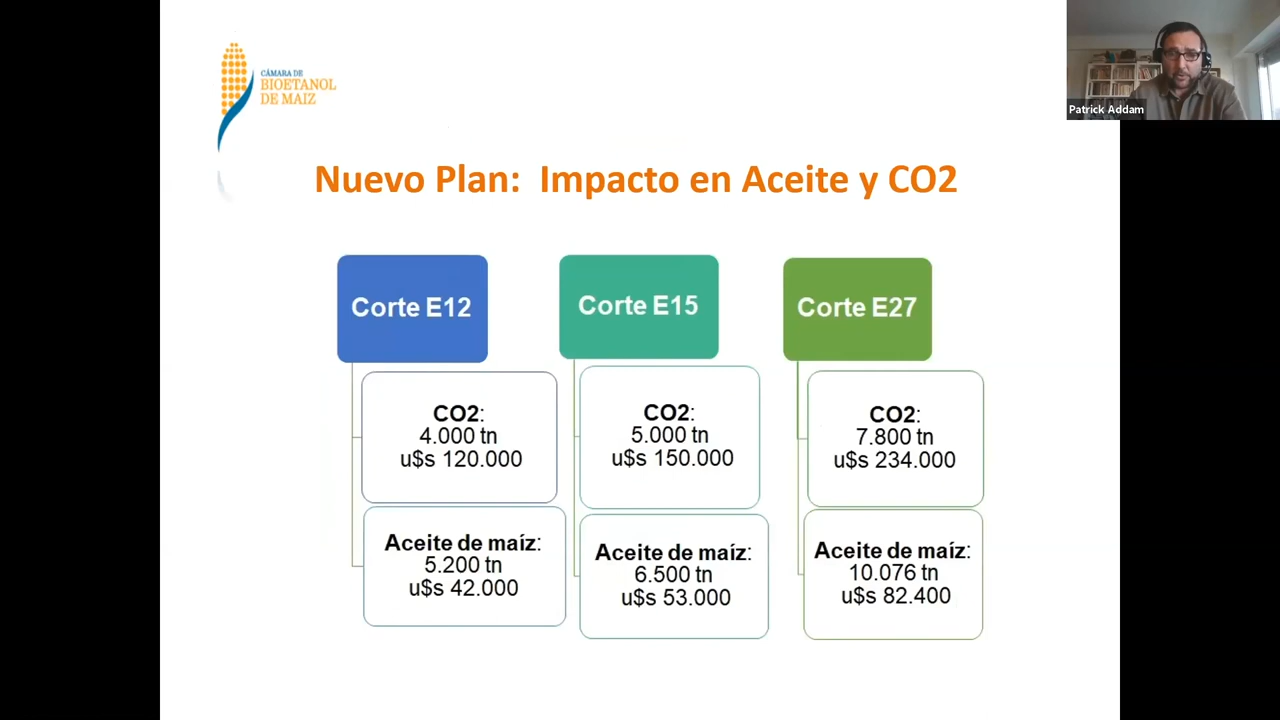 CÁMARA DE
BIOETANOL
DE MAÍZ
Patrick Addam
Nuevo Plan: Impacto en Aceite y CO2
Corte E12
CO2:
4.000 tn
u$s 120.000
Aceite de maíz:
5.200 tn
u$s 42.000
Corte E15
CO2:
5.000 tn
u$s 150.000
Aceite de maíz:
6.500 tn
u$s 53.000
Corte E27
CO2:
7.800 tn
u$s 234.000
Aceite de maíz:
10.076 tn
u$s 82.400